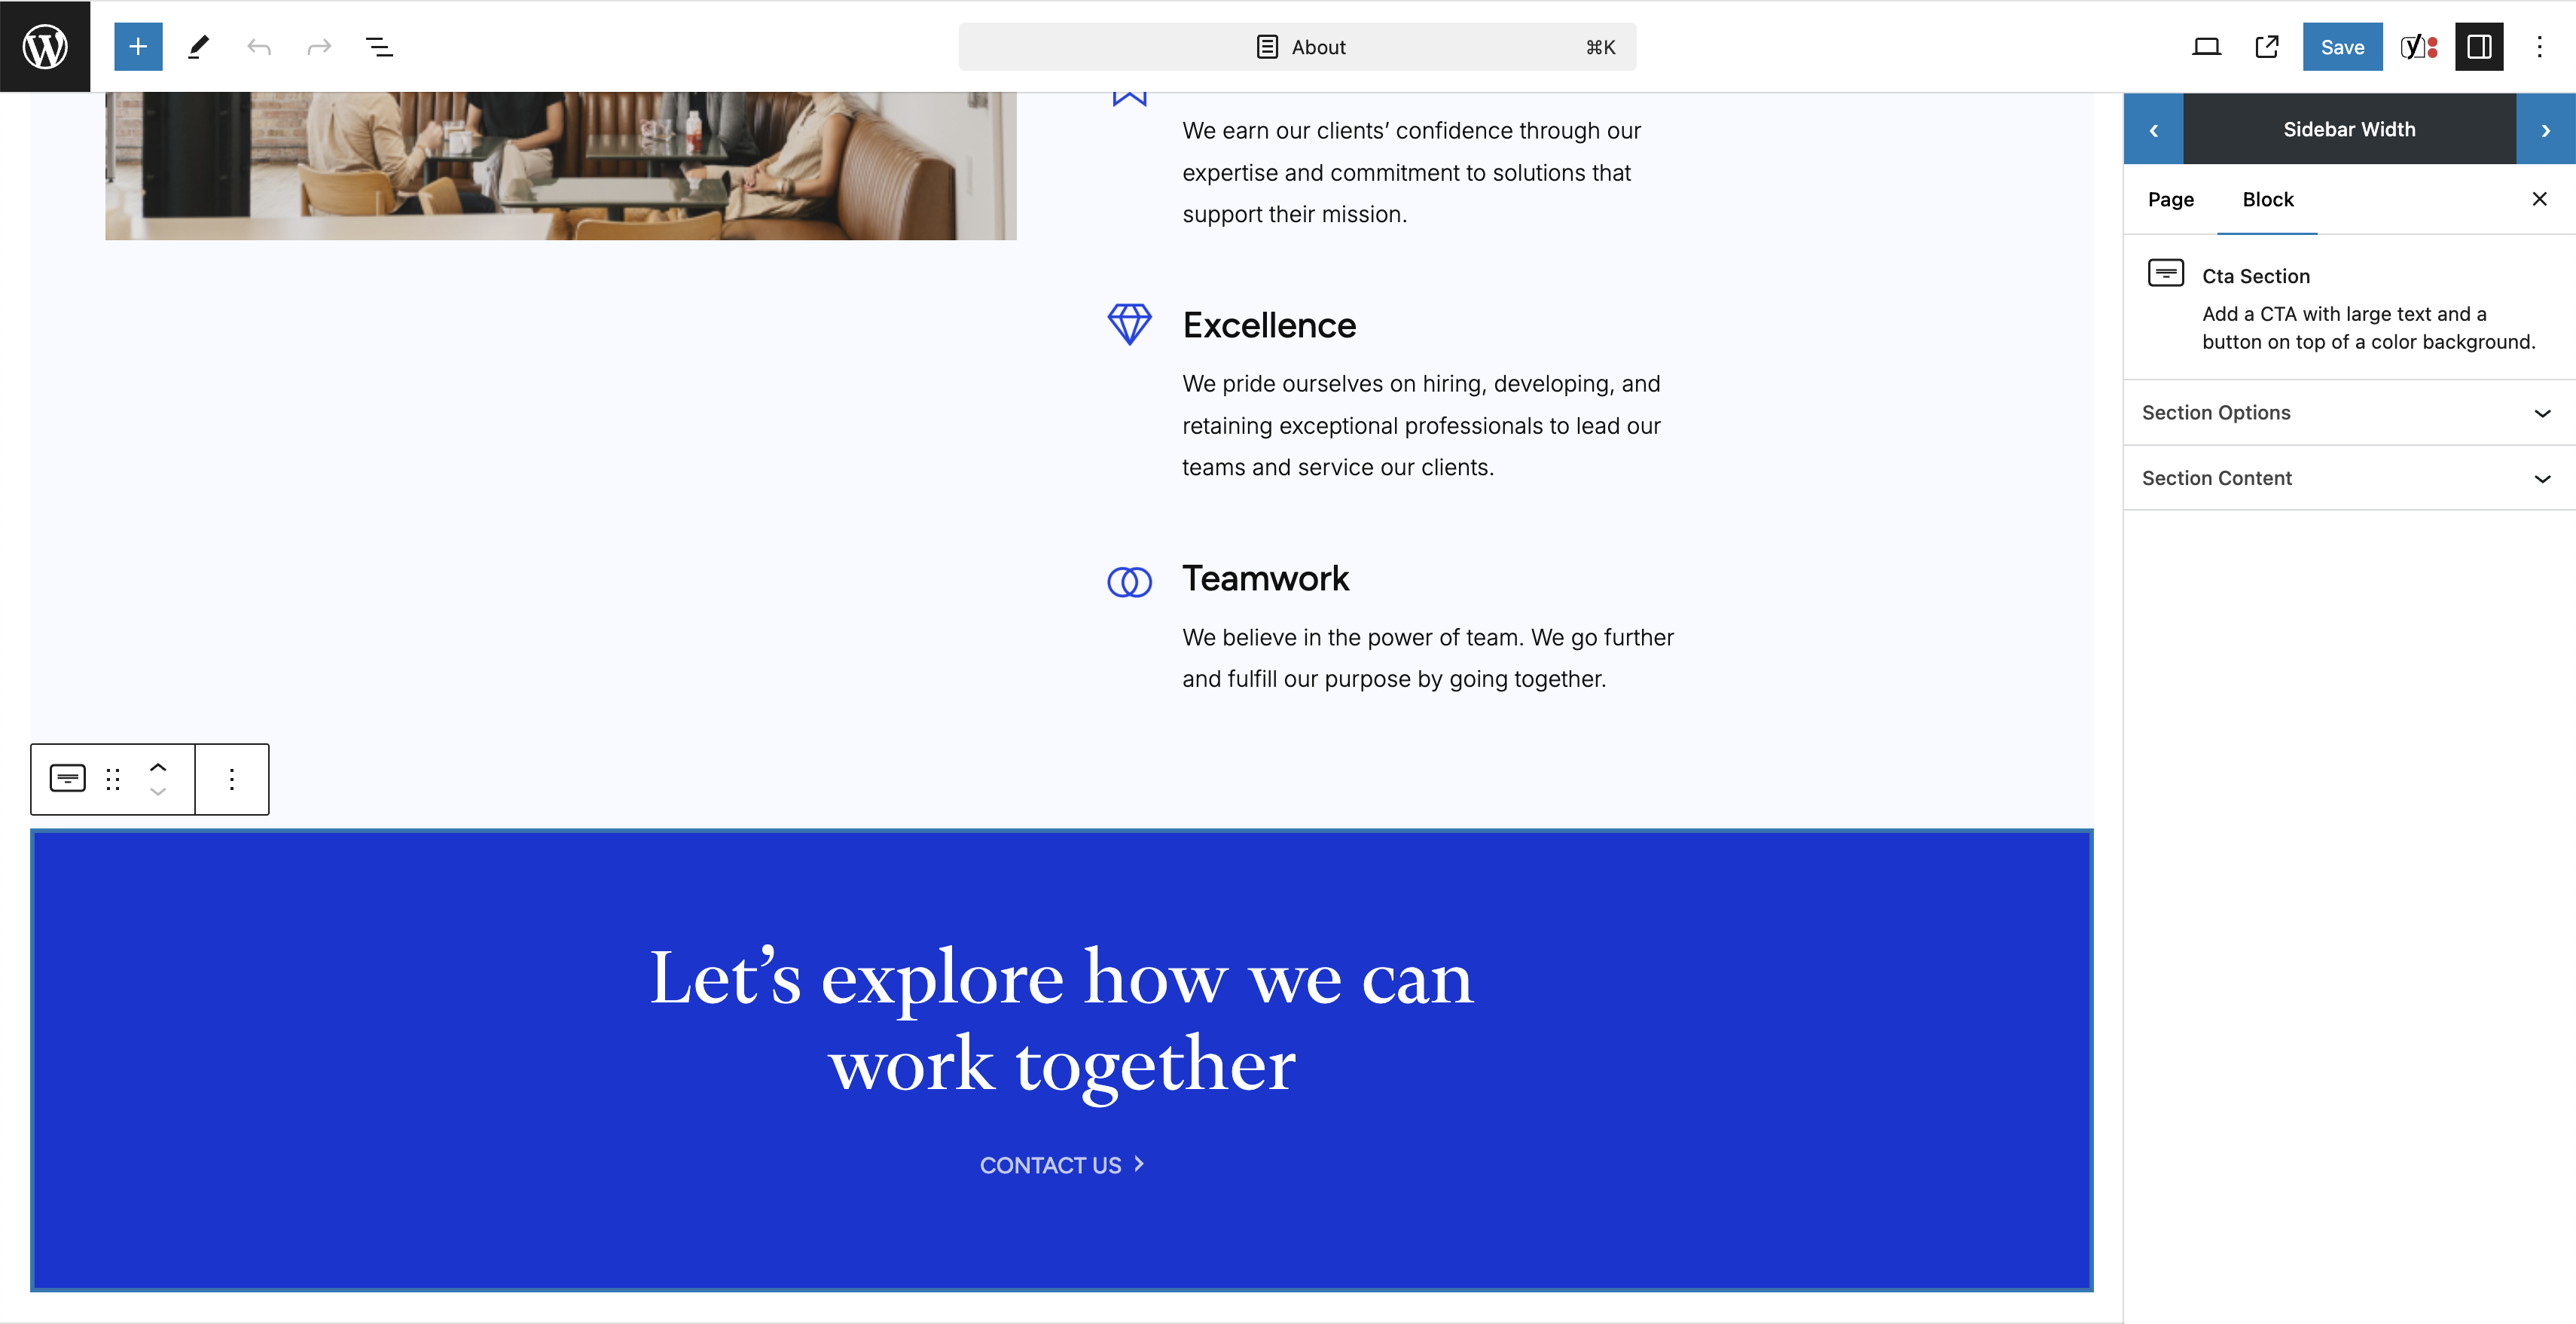 About
⌘K
Save
Sidebar Width
Page
Block
Cta Section
Add a CTA with large text and a
button on top of a color background.
Section Options
Section Content
We earn our clients’ confidence through our
expertise and commitment to solutions that
support their mission.
Excellence
We pride ourselves on hiring, developing, and
retaining exceptional professionals to lead our
teams and service our clients.
Teamwork
We believe in the power of team. We go further
and fulfill our purpose by going together.
Let’s explore how we can
work together
CONTACT US